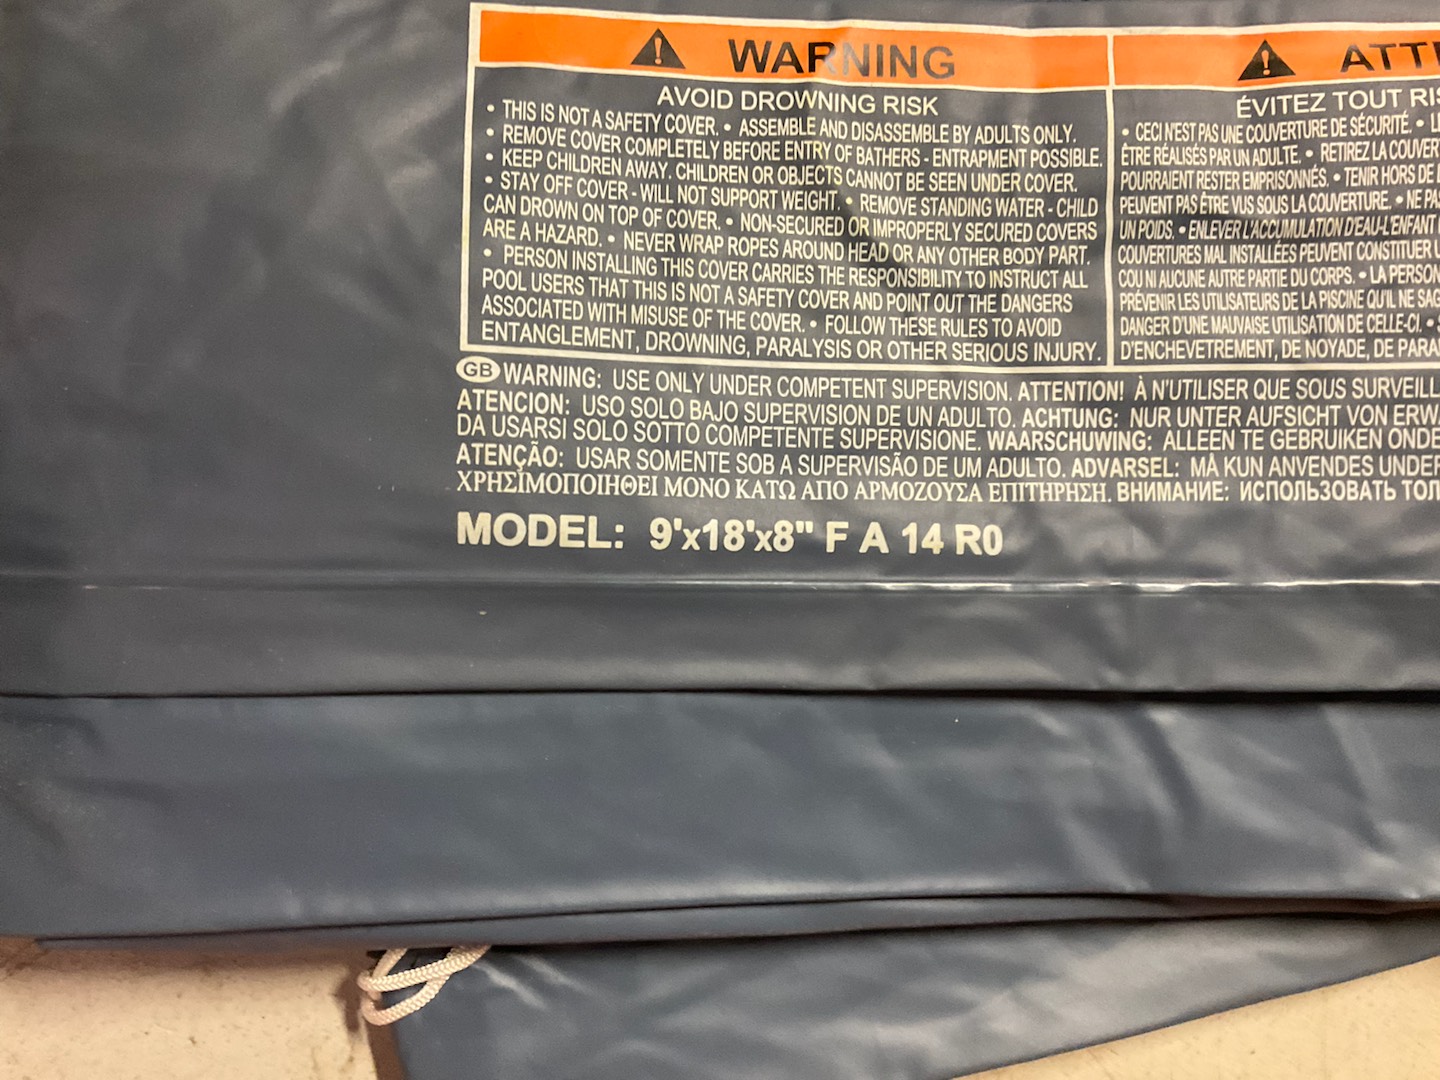 WARNING
AVOID DROWNING RISK
• THIS IS NOT A SAFETY COVER. • ASSEMBLE AND DISASSEMBLE BY ADULTS ONLY.
• REMOVE COVER COMPLETELY BEFORE ENTRY OF BATHERS - ENTRAPMENT POSSIBLE.
• KEEP CHILDREN AWAY. CHILDREN OR OBJECTS CANNOT BE SEEN UNDER COVER.
• STAY OFF COVER - WILL NOT SUPPORT WEIGHT. • REMOVE STANDING WATER - CHILD
CAN DROWN ON TOP OF COVER. • NON-SECURED OR IMPROPERLY SECURED COVERS
ARE A HAZARD. • NEVER WRAP ROPES AROUND HEAD OR ANY OTHER BODY PART.
• PERSON INSTALLING THIS COVER CARRIES THE RESPONSIBILITY TO INSTRUCT ALL
POOL USERS THAT THIS IS NOT A SAFETY COVER AND POINT OUT THE DANGERS
ASSOCIATED WITH MISUSE OF THE COVER. • FOLLOW THESE RULES TO AVOID
ENTANGLEMENT, DROWNING, PARALYSIS OR OTHER SERIOUS INJURY.
ATT
ÉVITEZ TOUT RIS
• CECI N'EST PAS UNE COUVERTURE DE SÉCURITÉ. • L
ÊTRE RÉALISÉS PAR UN ADULTE. • RETIREZ LA COUVER
POURRAIENT RESTER EMPRISONNÉS. • TENIR HORS DE
PEUVENT PAS ÊTRE VUS SOUS LA COUVERTURE. • NE PA
UN POIDS. • ENLEVER L'ACCUMULATION D'EAU-L'ENFANT
COUVERTURES MAL INSTALLÉES PEUVENT CONSTITUER
COU NI AUCUNE AUTRE PARTIE DU CORPS. • LA PERSON
PRÉVENIR LES UTILISATEURS DE LA PISCINE QU'IL NE SAG
DANGER D'UNE MAUVAISE UTILISATION DE CELLE-CI. •
D'ENCHEVETREMENT, DE NOYADE, DE PARA
GB WARNING: USE ONLY UNDER COMPETENT SUPERVISION. ATTENTION! À N'UTILISER QUE SOUS SURVEILL
ATENCION: USO SOLO BAJO SUPERVISION DE UN ADULTO. ACHTUNG: NUR UNTER AUFSICHT VON ERWA
DA USARSI SOLO SOTTO COMPETENTE SUPERVISIONE. WAARSCHUWING: ALLEEN TE GEBRUIKEN ONDE
ATENÇÃO: USAR SOMENTE SOB A SUPERVISÃO DE UM ADULTO. ADVARSEL: MÅ KUN ANVENDES UNDER
ΧΡΗΣΙΜΟΠΟΙΗΘΕΙ ΜΟΝΟ ΚΑΤΩ ΑΠΟ ΑΡΜΟΖΟΥΣΑ ΕΠΙΤΗΡΗΣΗ. ВНИМАНИЕ: ИСПОЛЬЗОВАТЬ ТОЛ
MODEL: 9'x18'x8" F A 14 R0